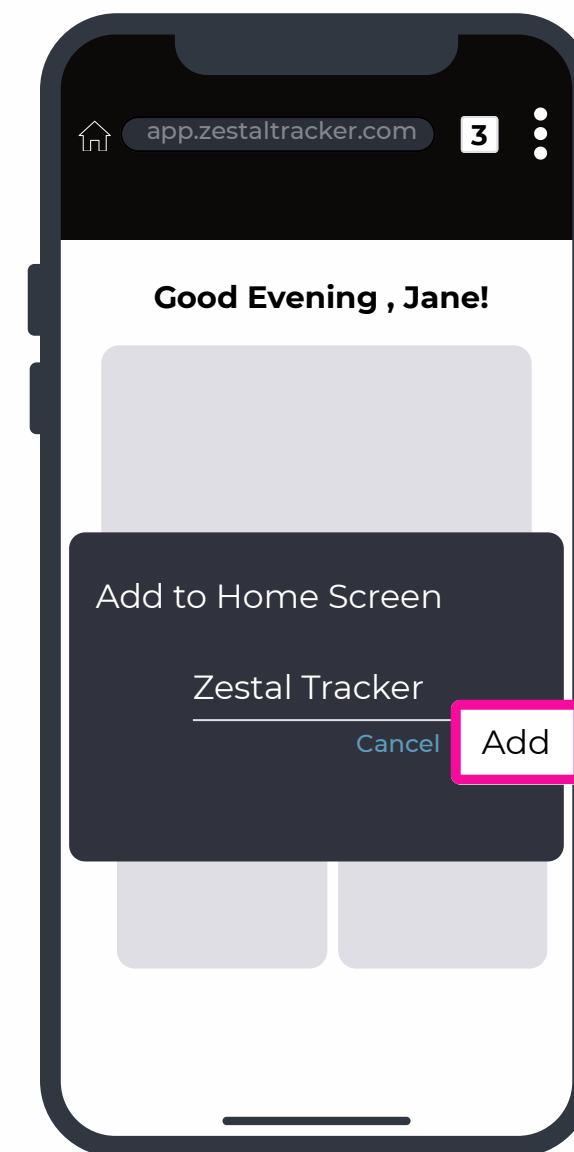 app.zestaltracker.com
3
Good Evening , Jane!
Add to Home Screen
Zestal Tracker
Cancel
Add